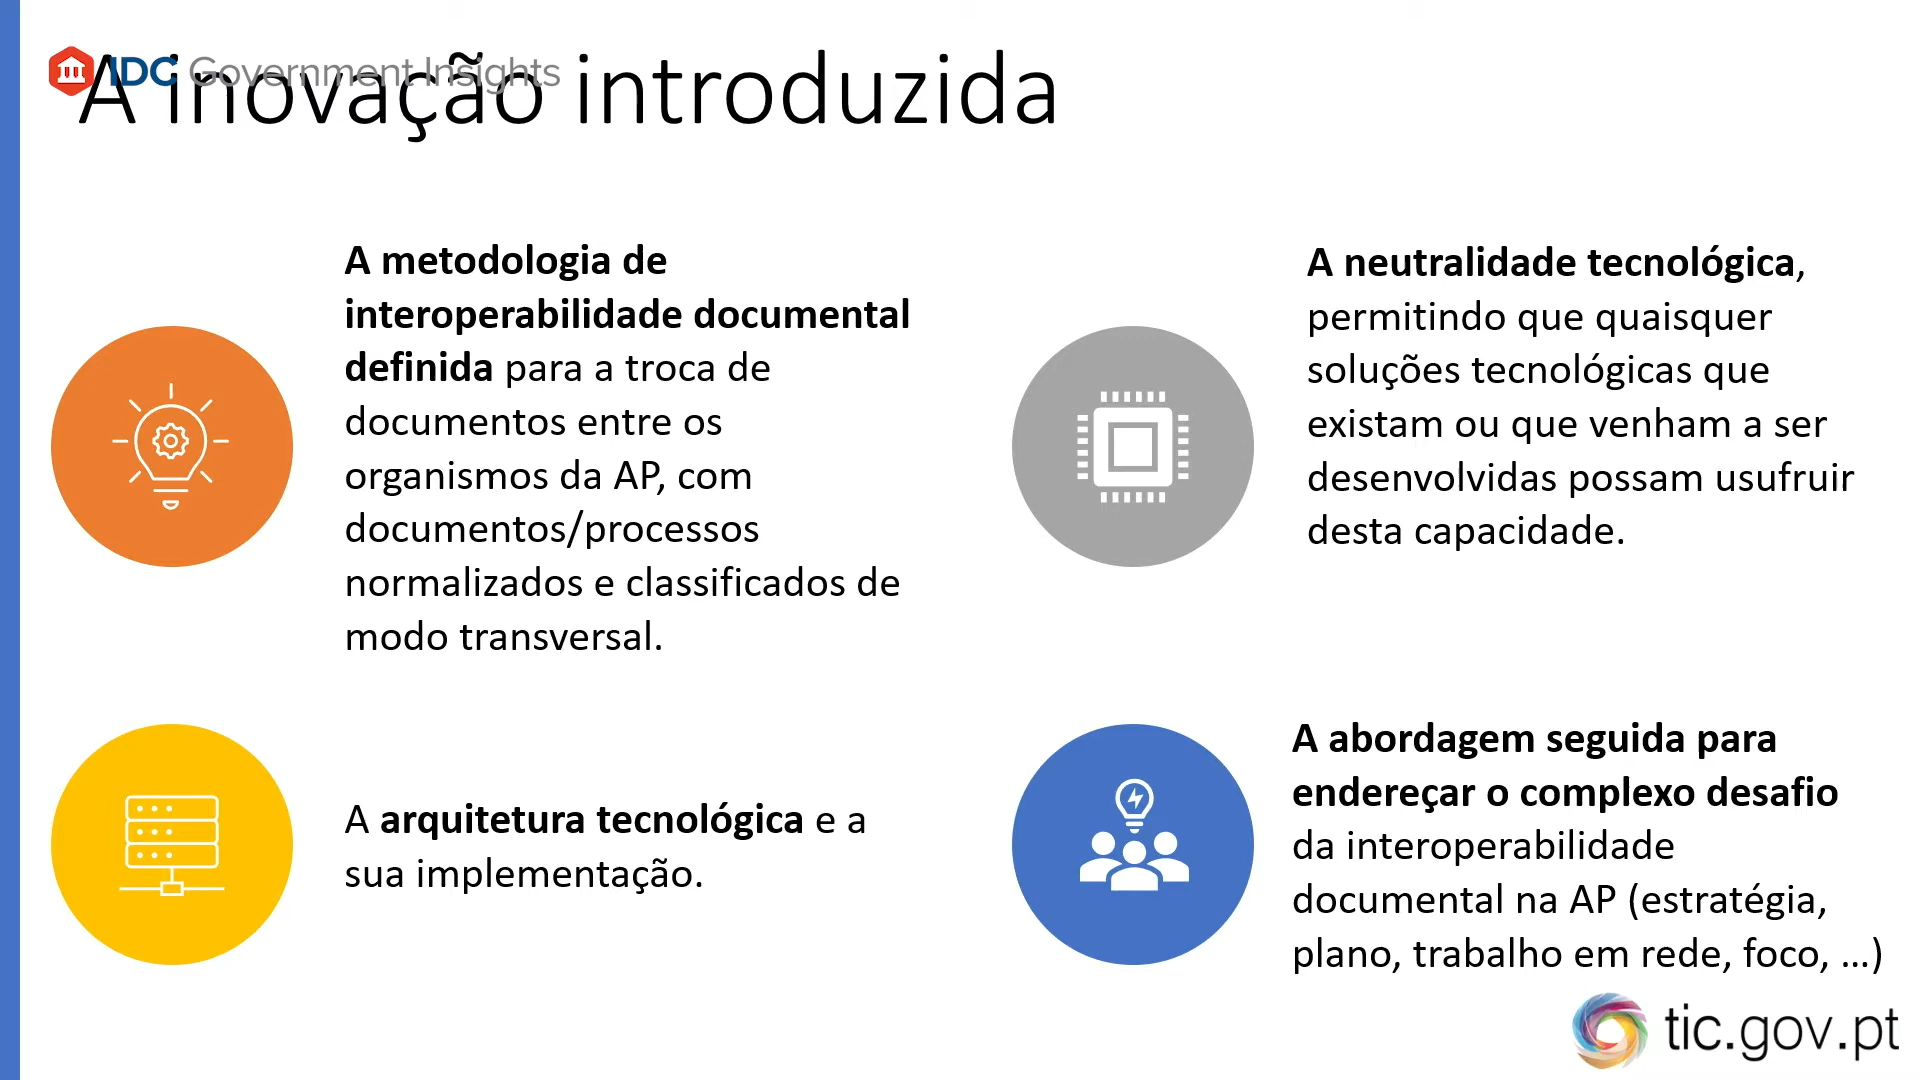 IDC Government Insights
A inovação introduzida
A metodologia de
interoperabilidade documental
definida para a troca de
documentos entre os
organismos da AP, com
documentos/processos
normalizados e classificados de
modo transversal.
A neutralidade tecnológica,
permitindo que quaisquer
soluções tecnológicas que
existam ou que venham a ser
desenvolvidas possam usufruir
desta capacidade.
A arquitetura tecnológica e a
sua implementação.
A abordagem seguida para
endereçar o complexo desafio
da interoperabilidade
documental na AP (estratégia,
plano, trabalho em rede, foco, ...)
tic.gov.pt